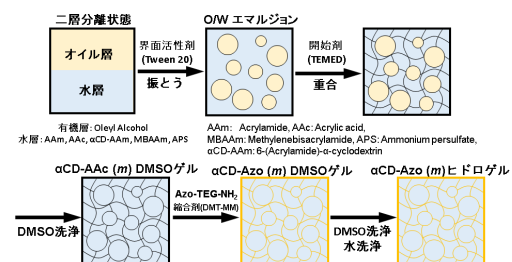 二層分離状態
オイル層
水層
有機層: Oleyl Alcohol
水層: AAm, AAc, αCD-AAm, MBAAm, APS
界面活性剤
(Tween 20)
振とう
O/W エマルジョン
開始剤
(TEMED)
重合
AAm: Acrylamide, AAc: Acrylic acid,
MBAAm: Methylenebisacrylamide, APS: Ammonium persulfate,
αCD-AAm: 6-(Acrylamide)-α-cyclodextrin
DMSO洗浄
αCD-AAc (m) DMSOゲル
Azo-TEG-NH2
縮合剤(DMT-MM)
αCD-Azo (m) DMSOゲル
DMSO洗浄
水洗浄
αCD-Azo (m)ヒドロゲル